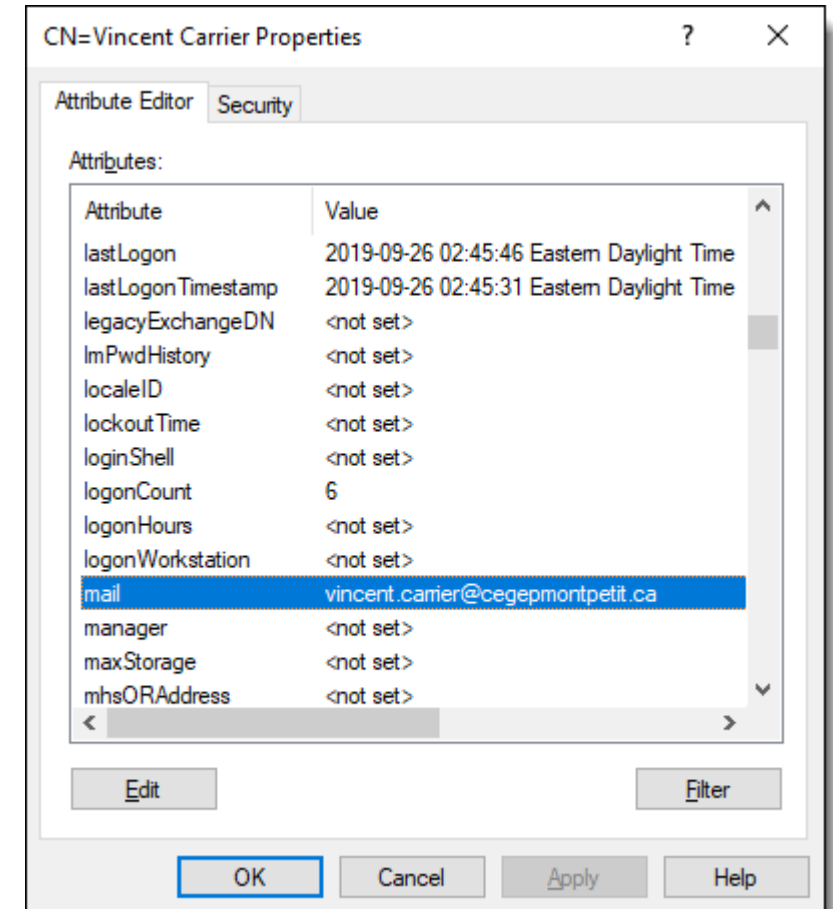 CN=Vincent Carrier Properties ? ×
Attribute Editor Security
Attributes:
Attribute Value
lastLogon 2019-09-26 02:45:46 Eastern Daylight Time
lastLogonTimestamp 2019-09-26 02:45:31 Eastern Daylight Time
legacyExchangeDN <not set>
lmPwdHistory <not set>
localeID <not set>
lockoutTime <not set>
loginShell <not set>
logonCount 6
logonHours <not set>
logonWorkstation <not set>
mail vincent.carrier@cegepmontpetit.ca
manager <not set>
maxStorage <not set>
mhsORAddress <not set>
Edit Filter
OK Cancel Apply Help